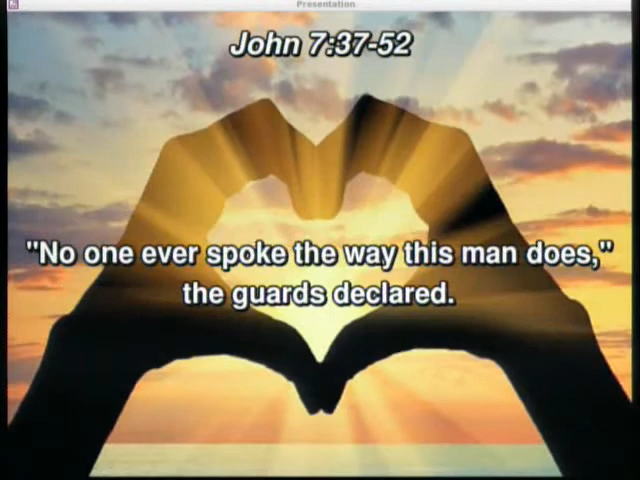 Presentation
John 7:37-52
"No one ever spoke the way this man does,"
the guards declared.